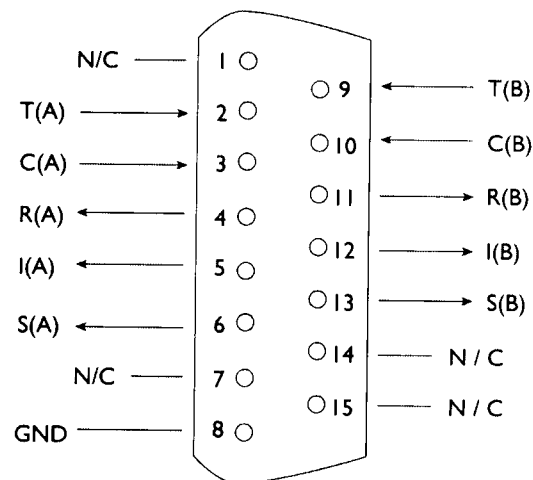 N/C 1
9 T(B)
T(A) 2
10 C(B)
C(A) 3
11 R(B)
R(A) 4
12 I(B)
I(A) 5
13 S(B)
S(A) 6
14 N / C
N/C 7
15 N / C
GND 8